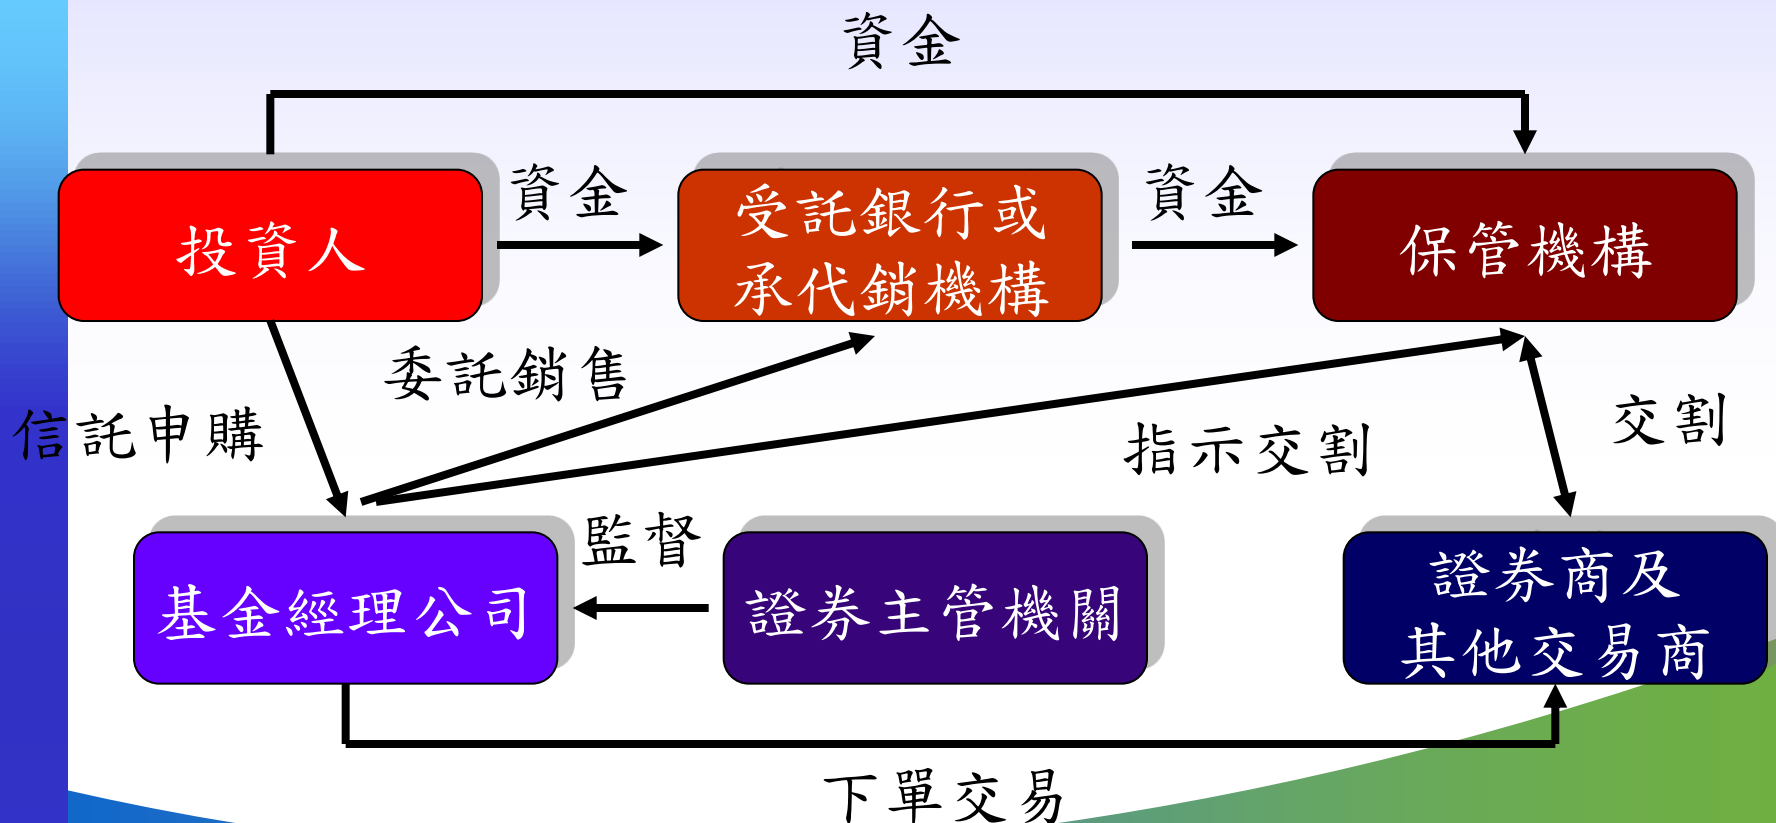 資金
投資人
資金
受託銀行或
承代銷機構
資金
保管機構
信託申購
委託銷售
指示交割
交割
基金經理公司
監督
證券主管機關
證券商及
其他交易商
下單交易